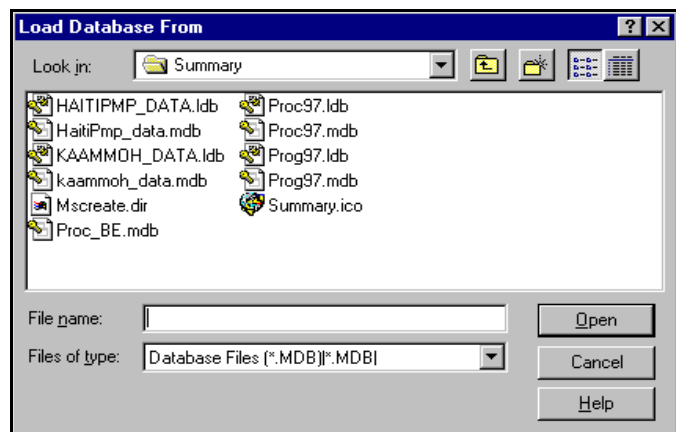 Load Database From
Look in: Summary
HAITIPMP_DATA.ldb Proc97.ldb
HaitiPmp_data.mdb Proc97.mdb
KAAMMOH_DATA.ldb Prog97.ldb
kaammoh_data.mdb Prog97.mdb
Mscreate.dir Summary.ico
Proc_BE.mdb
File name: Open
Files of type: Database Files (*.MDB)|*.MDB| Cancel
Help